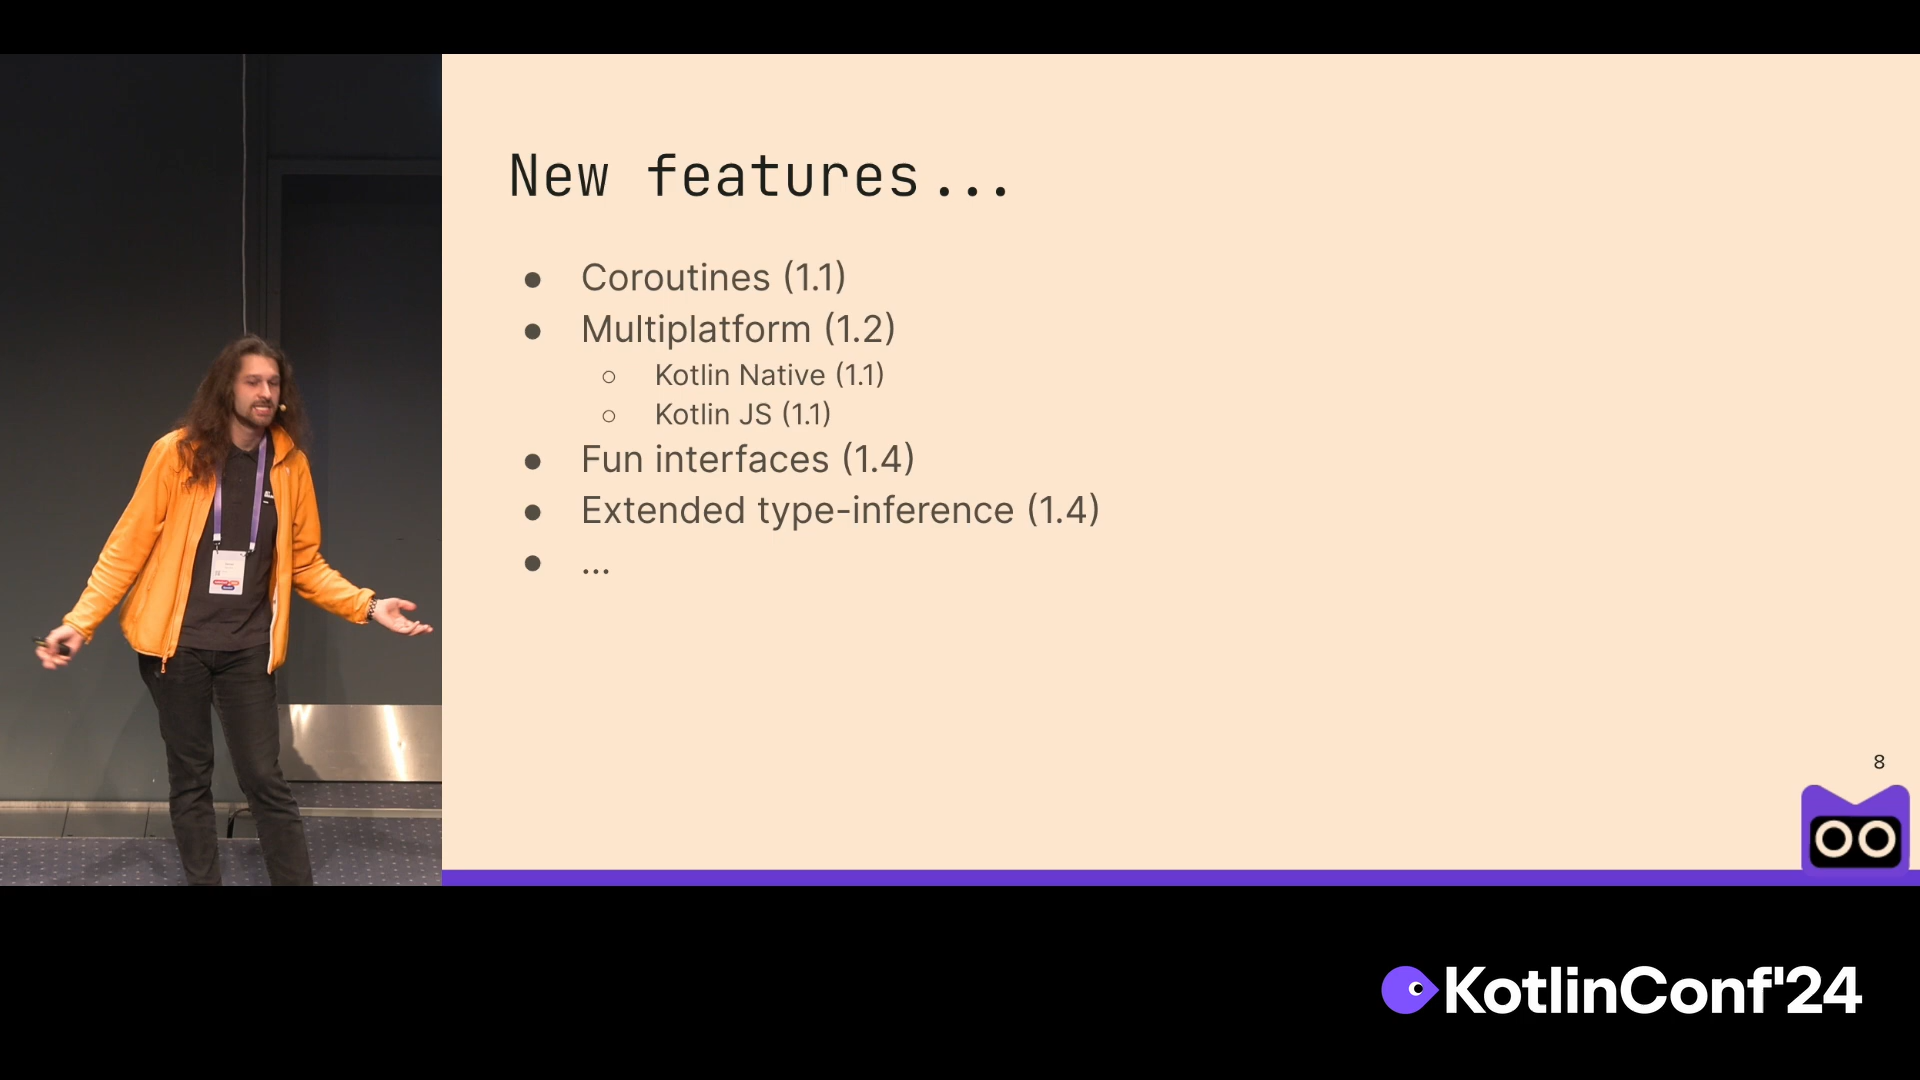 New features...
● Coroutines (1.1)
● Multiplatform (1.2)
○ Kotlin Native (1.1)
○ Kotlin JS (1.1)
● Fun interfaces (1.4)
● Extended type-inference (1.4)
● ...
8
KotlinConf'24